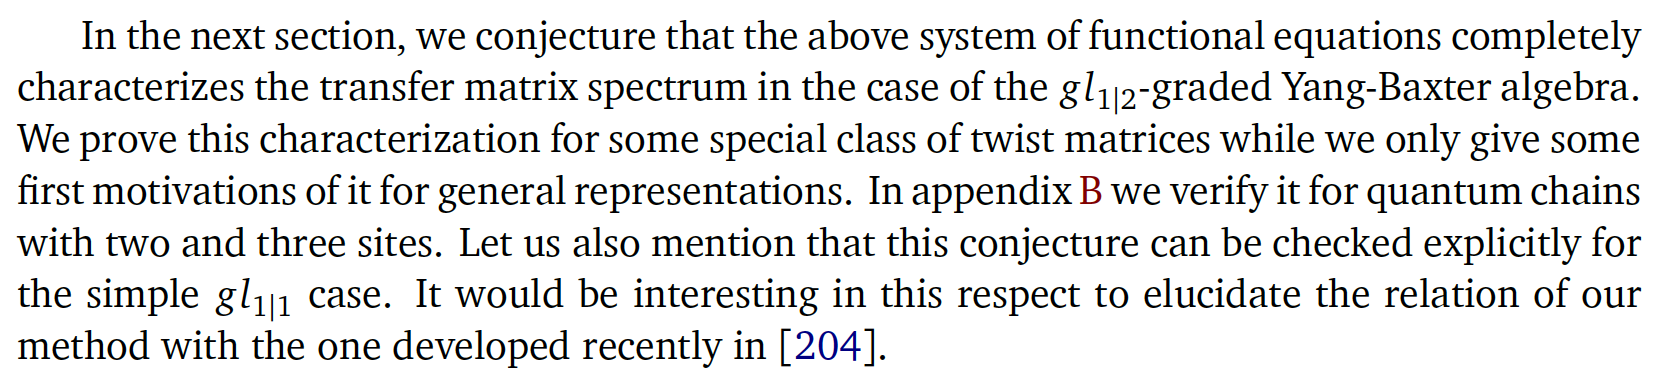 In the next section, we conjecture that the above system of functional equations completely
characterizes the transfer matrix spectrum in the case of the $gl_{1|2}$-graded Yang-Baxter algebra.
We prove this characterization for some special class of twist matrices while we only give some
first motivations of it for general representations. In appendix B we verify it for quantum chains
with two and three sites. Let us also mention that this conjecture can be checked explicitly for
the simple $gl_{1|1}$ case. It would be interesting in this respect to elucidate the relation of our
method with the one developed recently in [204].